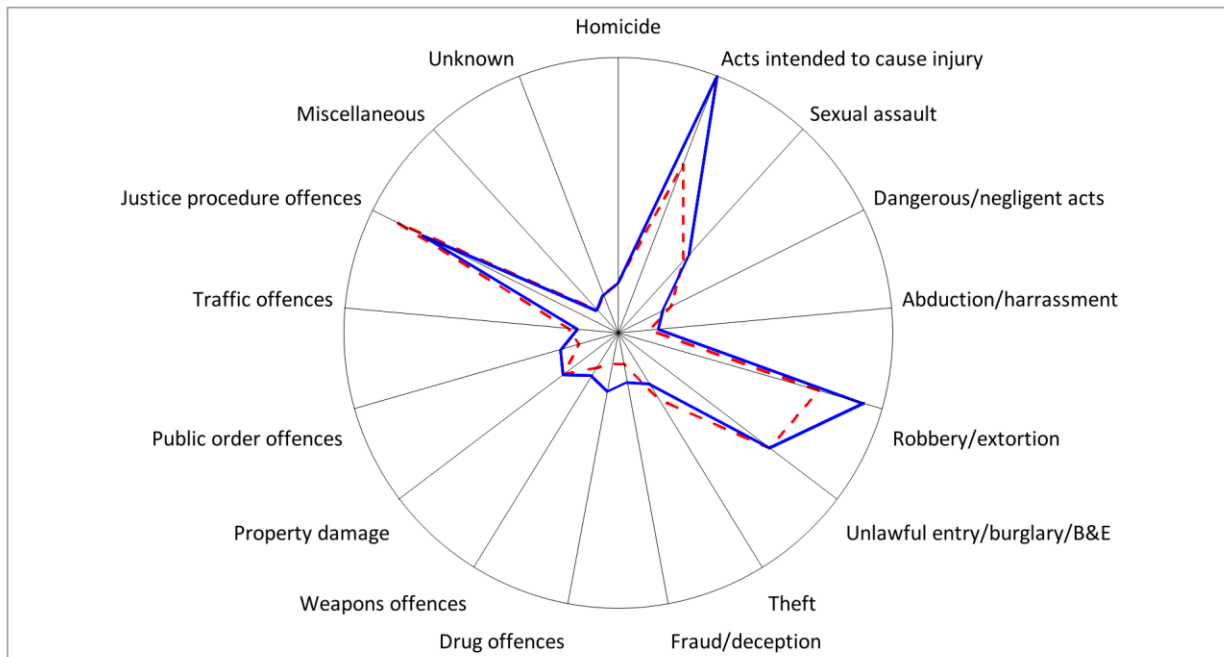 Homicide
Acts intended to cause injury
Sexual assault
Dangerous/negligent acts
Abduction/harrassment
Robbery/extortion
Unlawful entry/burglary/B&E
Theft
Fraud/deception
Drug offences
Weapons offences
Property damage
Public order offences
Traffic offences
Justice procedure offences
Miscellaneous
Unknown